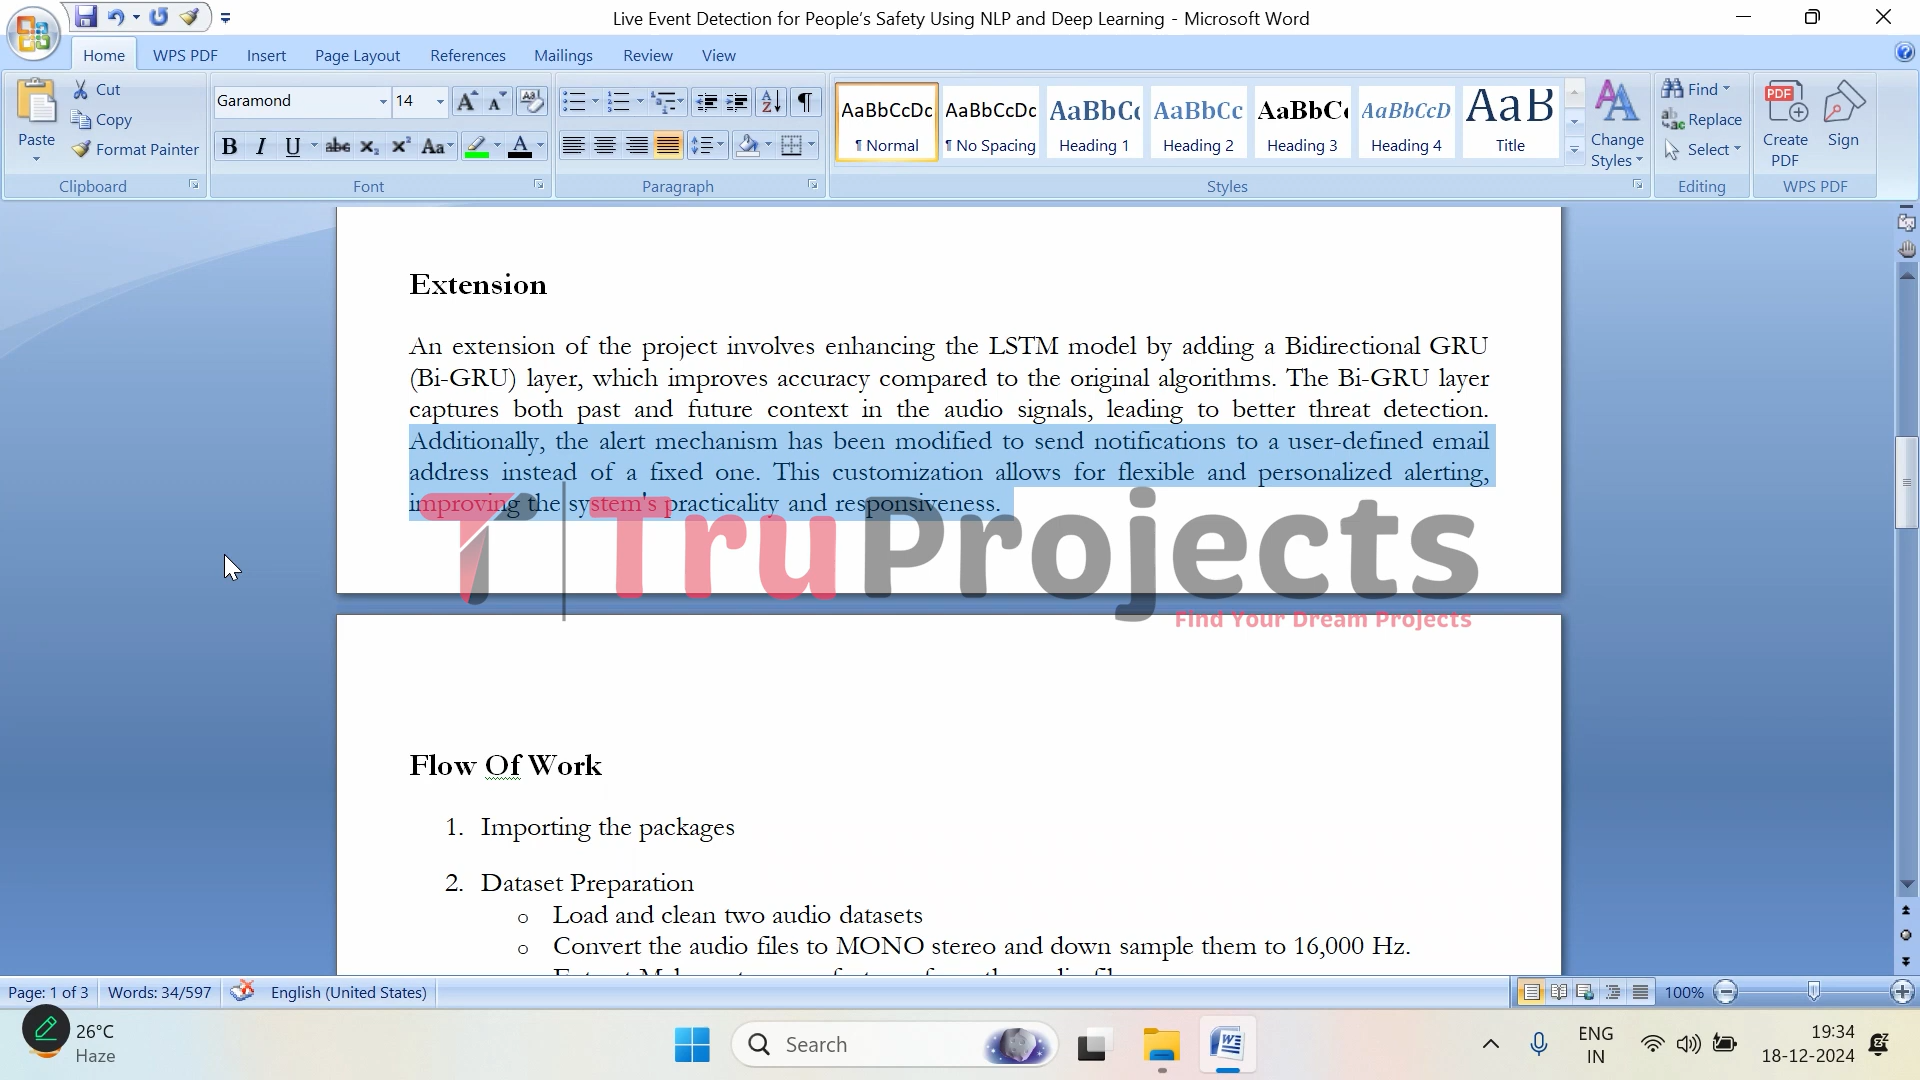 Live Event Detection for People's Safety Using NLP and Deep Learning - Microsoft Word
Home WPS PDF Insert Page Layout References Mailings Review View
Paste
Cut
Copy
Format Painter
Clipboard
Garamond 14
B I U abc x₂ x² Aa A
Font
Paragraph
AaBbCcDc AaBbCcDc AaBbC AaBbCc AaBbC AaBbCcD AaB
¶ Normal ¶ No Spacing Heading 1 Heading 2 Heading 3 Heading 4 Title
Change Styles
Styles
Find
Replace
Select
Editing
Create PDF
Sign
WPS PDF
Extension
An extension of the project involves enhancing the LSTM model by adding a Bidirectional GRU
(Bi-GRU) layer, which improves accuracy compared to the original algorithms. The Bi-GRU layer
captures both past and future context in the audio signals, leading to better threat detection.
Additionally, the alert mechanism has been modified to send notifications to a user-defined email
address instead of a fixed one. This customization allows for flexible and personalized alerting,
improving the system's practicality and responsiveness.
TruProjects
Find Your Dream Projects
Flow Of Work
1. Importing the packages
2. Dataset Preparation
o Load and clean two audio datasets
o Convert the audio files to MONO stereo and down sample them to 16,000 Hz.
Page: 1 of 3 Words: 34/597 English (United States) 100%
26°C
Haze
Search
ENG
IN
19:34
18-12-2024